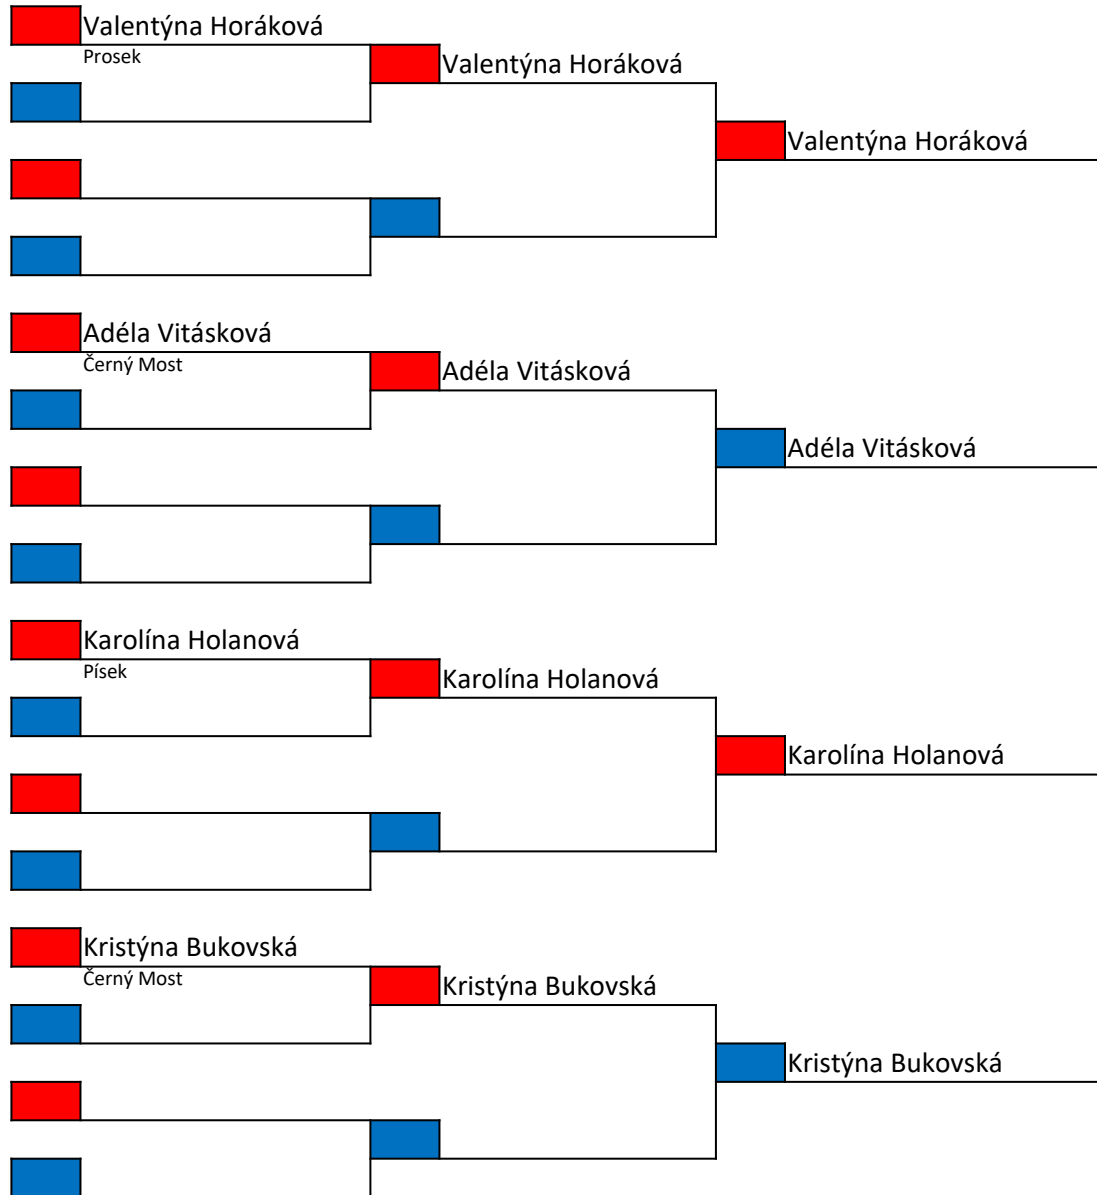 Valentýna Horáková
Prosek
Valentýna Horáková
Valentýna Horáková
Adéla Vitásková
Černý Most
Adéla Vitásková
Adéla Vitásková
Karolína Holanová
Písek
Karolína Holanová
Karolína Holanová
Kristýna Bukovská
Černý Most
Kristýna Bukovská
Kristýna Bukovská